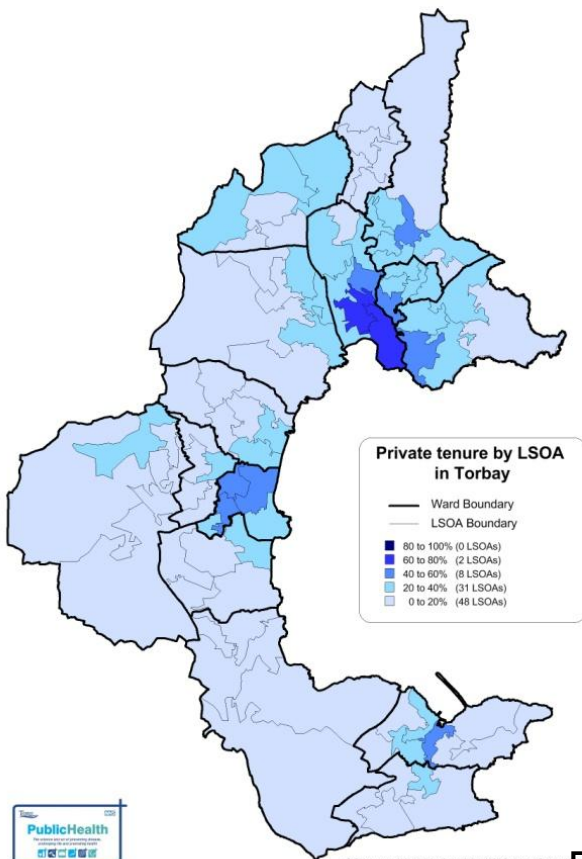 Private tenure by LSOA
in Torbay
Ward Boundary
LSOA Boundary
80 to 100% (0 LSOAs)
60 to 80% (2 LSOAs)
40 to 60% (8 LSOAs)
20 to 40% (31 LSOAs)
0 to 20% (48 LSOAs)
PublicHealth